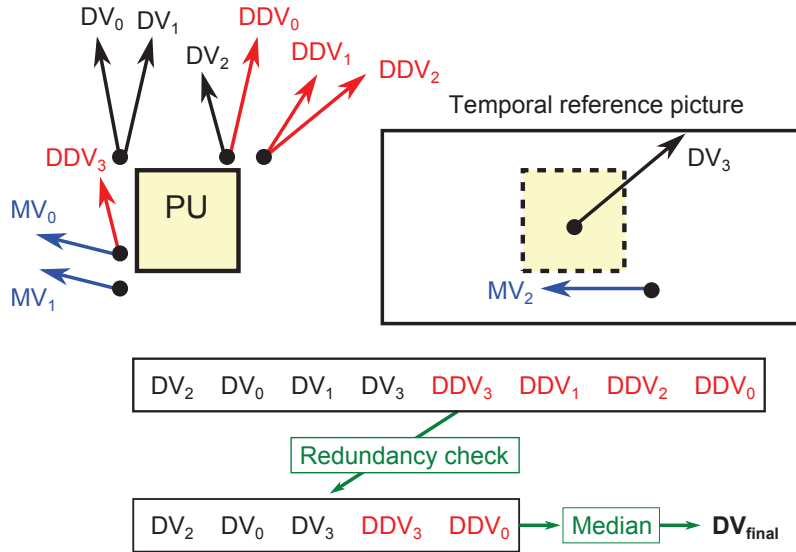 DV₀ DV₁ DDV₀
DV₂ DDV₁ DDV₂
Temporal reference picture
DDV₃ DV₃
PU
MV₀
MV₁ MV₂
DV₂ DV₀ DV₁ DV₃ DDV₃ DDV₁ DDV₂ DDV₀
Redundancy check
DV₂ DV₀ DV₃ DDV₃ DDV₀ Median DV_final